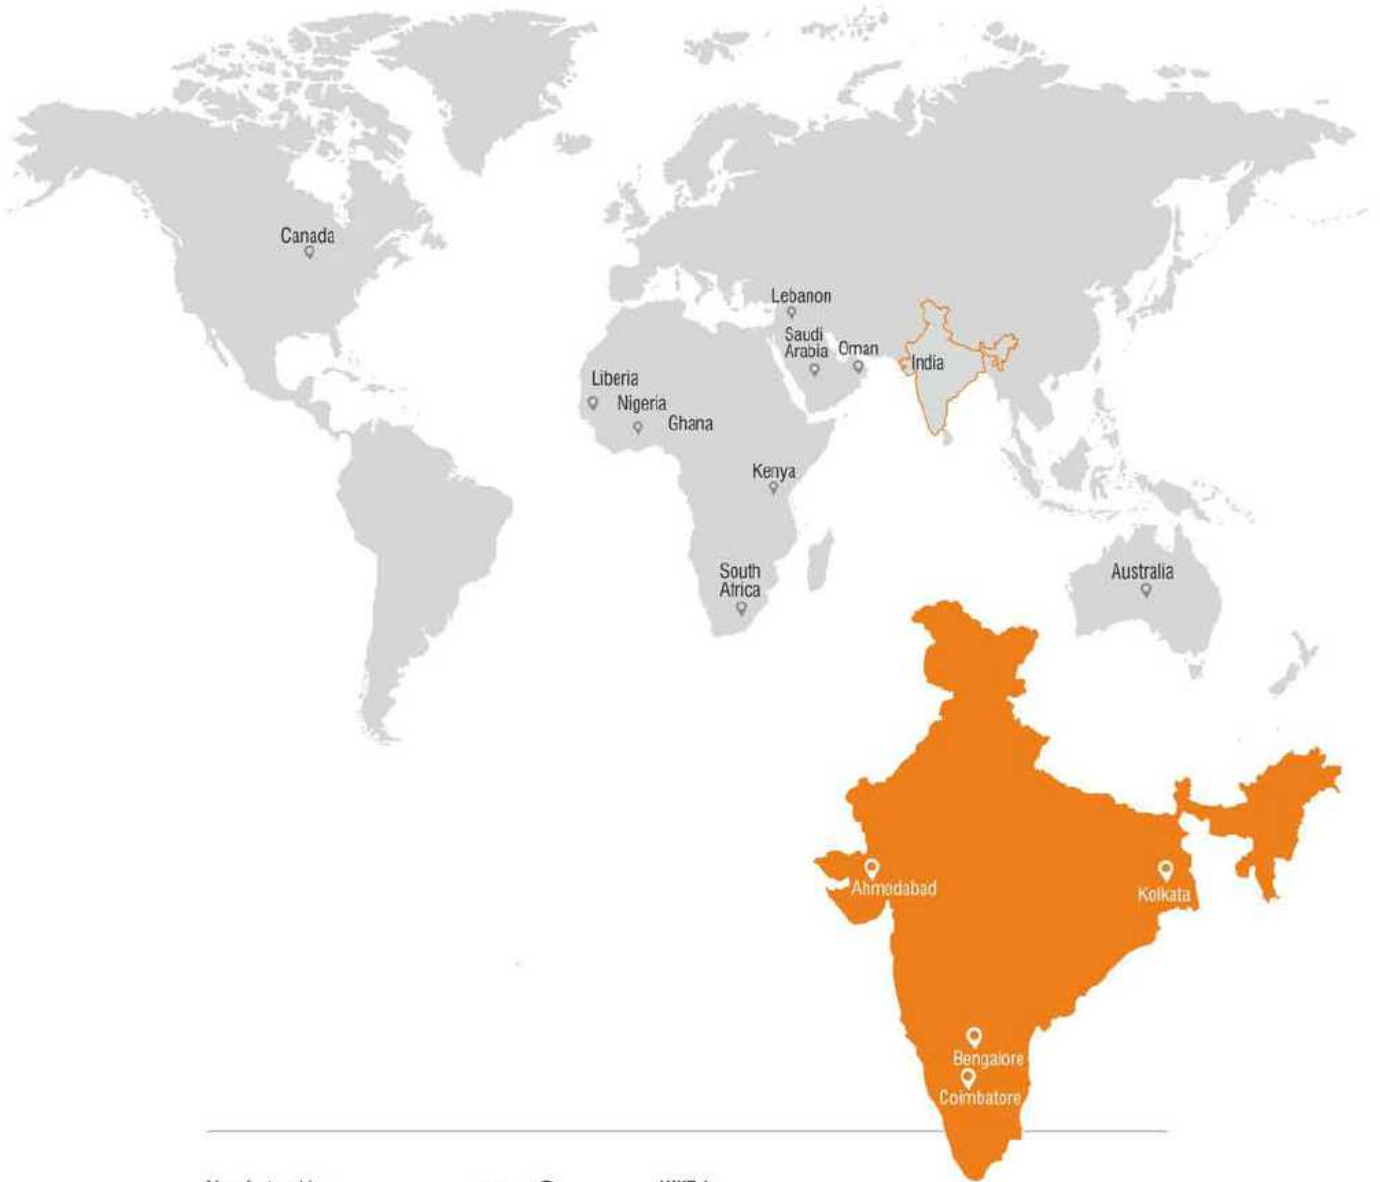 Canada
Lebanon
Saudi
Arabia
Oman
India
Liberia
Nigeria
Ghana
Kenya
South
Africa
Australia
Ahmedabad
Kolkata
Bengalore
Coimbatore